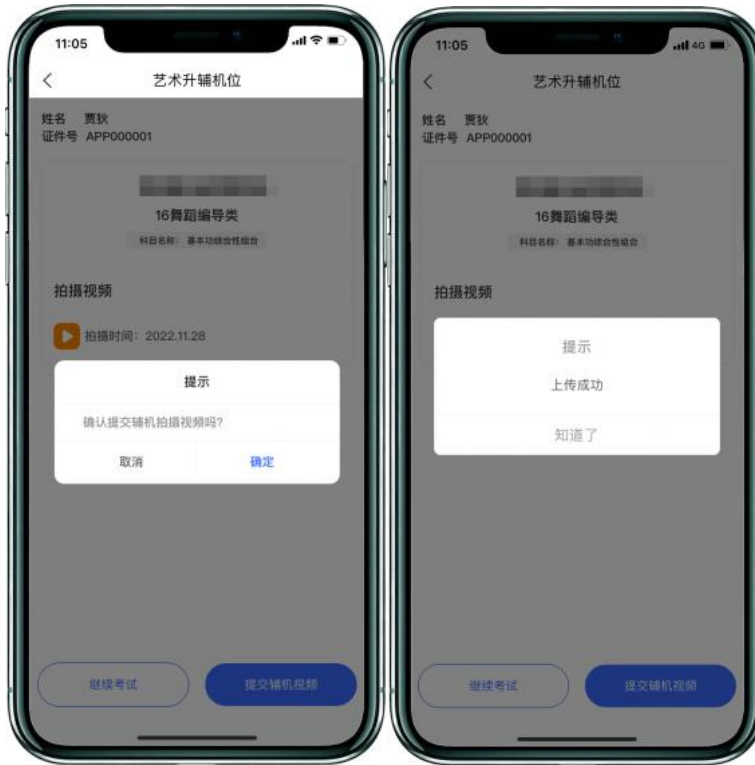 11:05
艺术升辅机位
姓名 贾狄
证件号 APP000001
16舞蹈编导类
科目名称: 基本功综合性组合
拍摄视频
拍摄时间: 2022.11.28
提示
确认提交辅机拍摄视频吗?
取消 确定
继续考试 提交辅机视频
11:05 4G
艺术升辅机位
姓名 贾狄
证件号 APP000001
16舞蹈编导类
科目名称: 基本功综合性组合
拍摄视频
提示
上传成功
知道了
继续考试 提交辅机视频